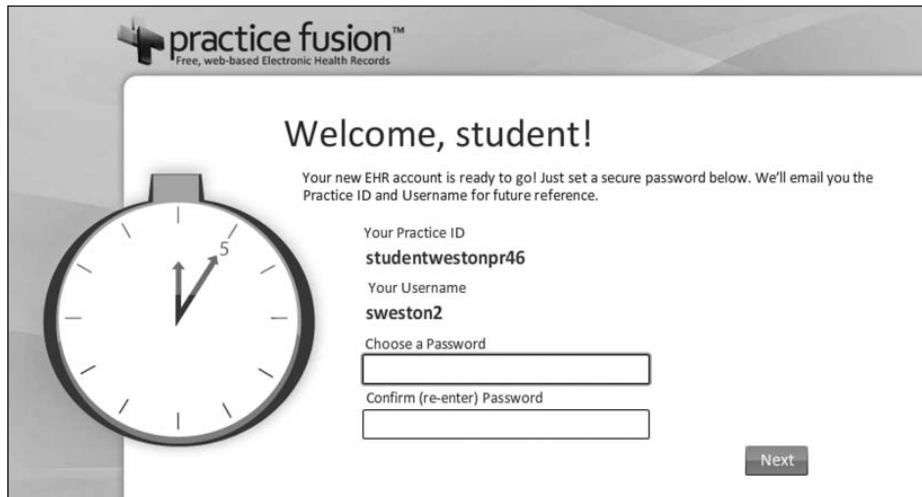 practice fusion™
Free, web-based Electronic Health Records
Welcome, student!
Your new EHR account is ready to go! Just set a secure password below. We'll email you the
Practice ID and Username for future reference.
Your Practice ID
studentwestonpr46
Your Username
sweston2
Choose a Password
Confirm (re-enter) Password
Next
5